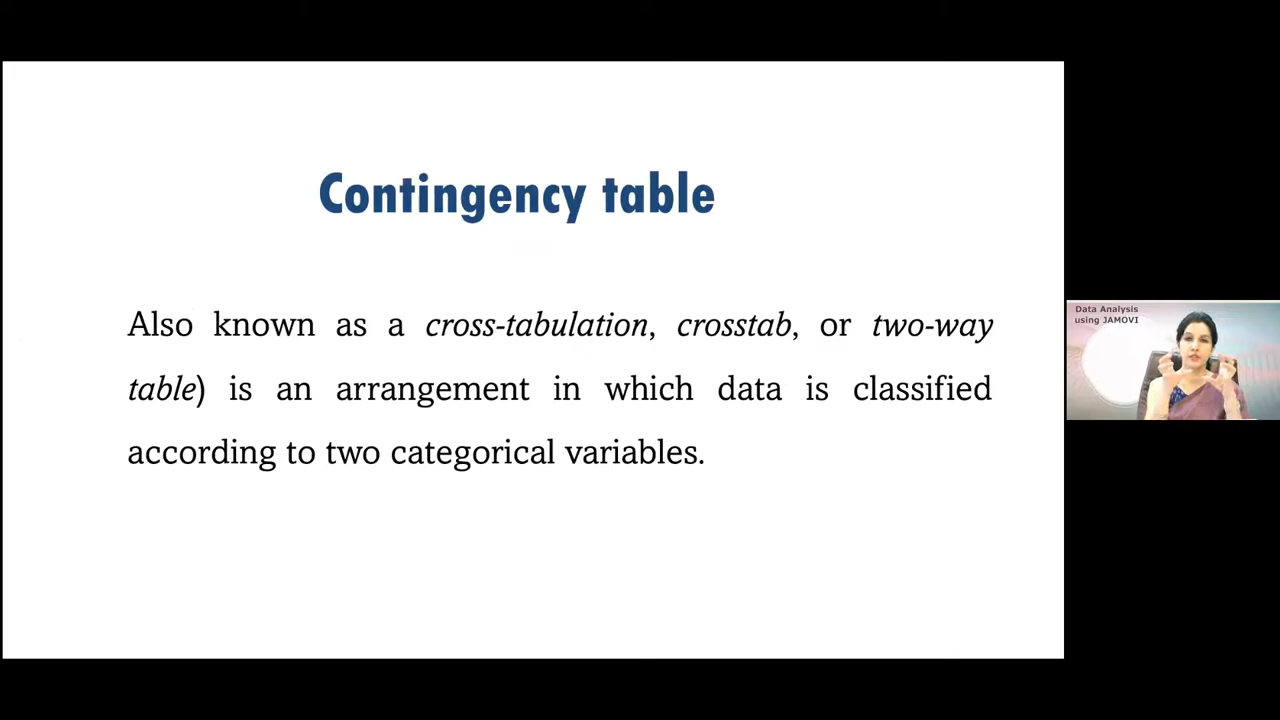 Contingency table
Also known as a cross-tabulation, crosstab, or two-way
table) is an arrangement in which data is classified
according to two categorical variables.
Data Analysis
using JAMOVI